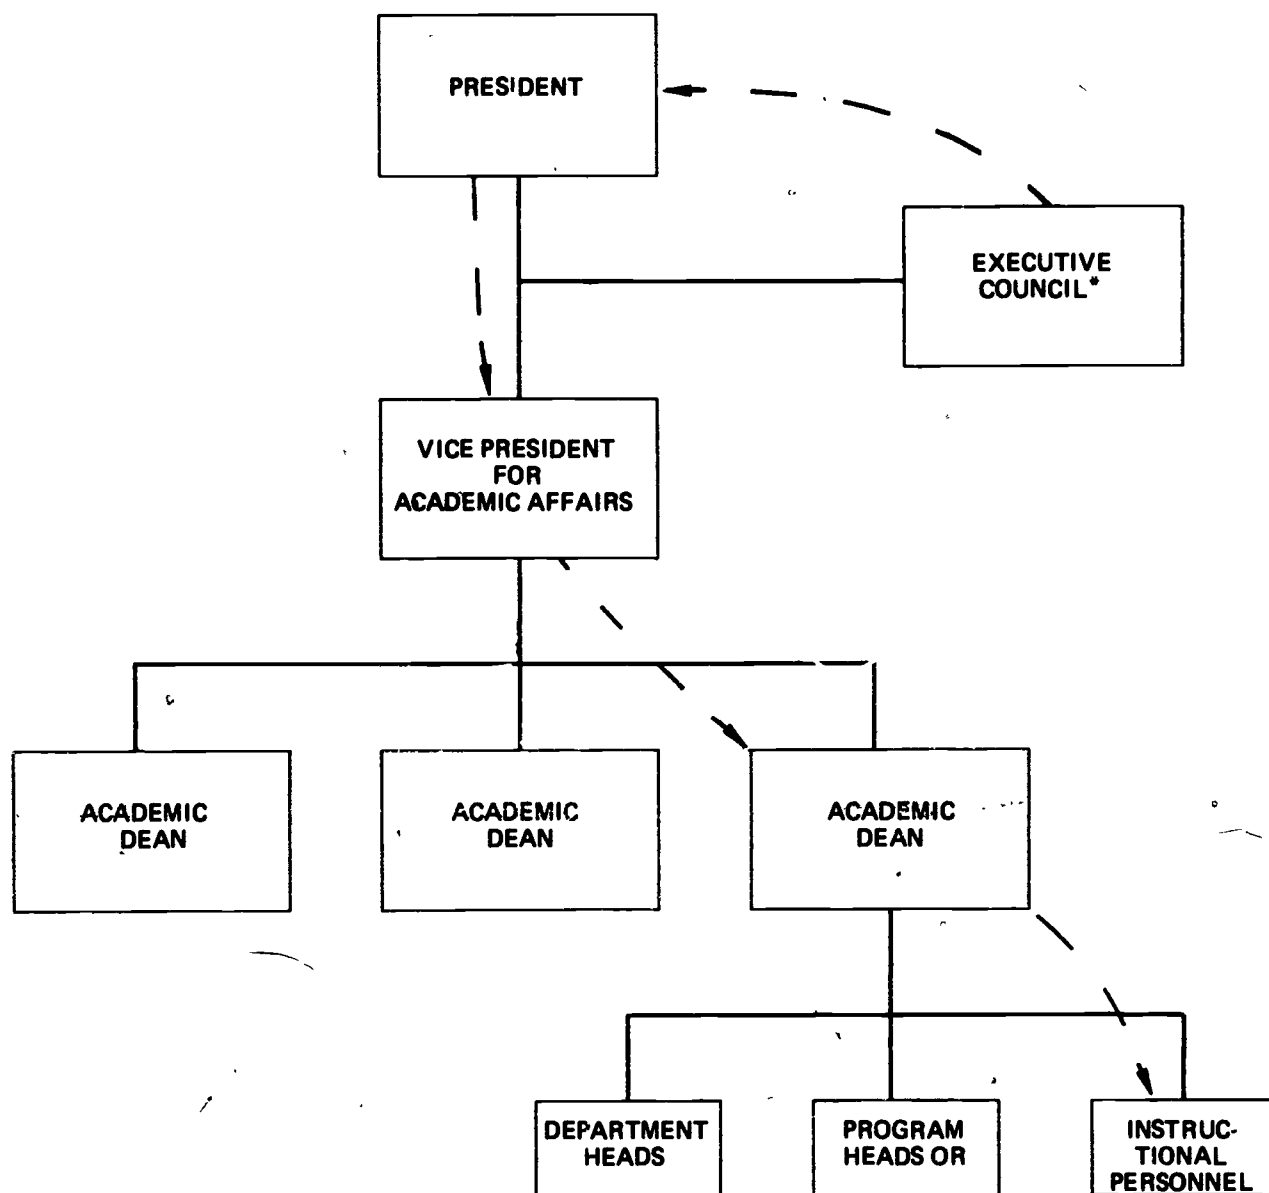 PRESIDENT
EXECUTIVE
COUNCIL*
VICE PRESIDENT
FOR
ACADEMIC AFFAIRS
ACADEMIC
DEAN
ACADEMIC
DEAN
ACADEMIC
DEAN
DEPARTMENT
HEADS
PROGRAM
HEADS OR
INSTRUC-
TIONAL
PERSONNEL